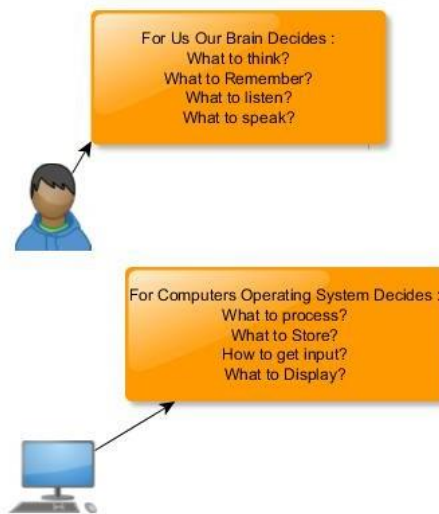 For Us Our Brain Decides :
What to think?
What to Remember?
What to listen?
What to speak?
For Computers Operating System Decides :
What to process?
What to Store?
How to get input?
What to Display?